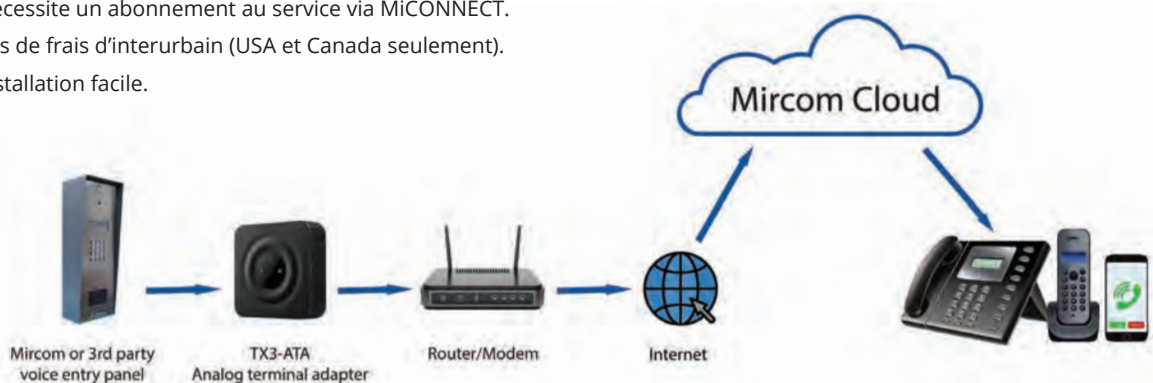 écessite un abonnement au service via MiCONNECT.
s de frais d'interurbain (USA et Canada seulement).
stallation facile.
Mircom Cloud
Mircom or 3rd party
voice entry panel
TX3-ATA
Analog terminal adapter
Router/Modem
Internet